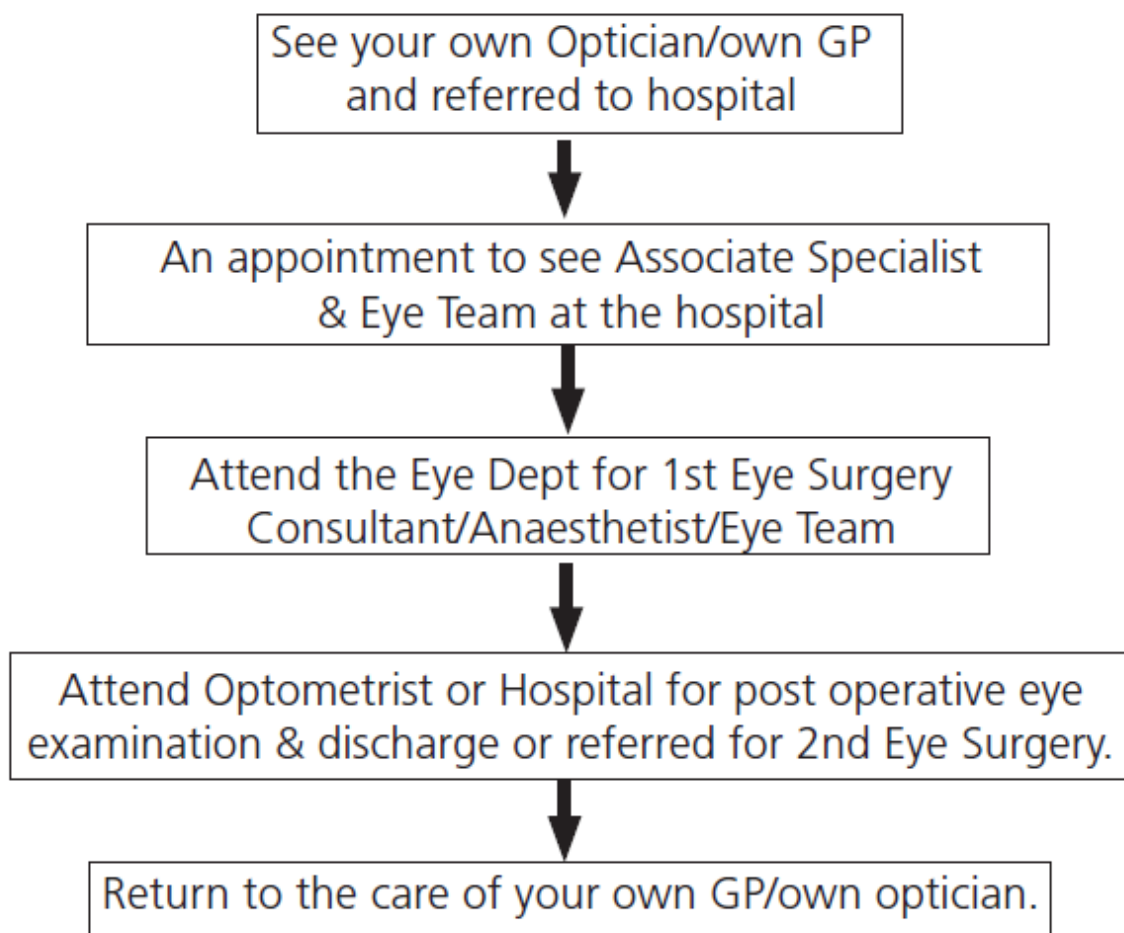 See your own Optician/own GP
and referred to hospital
An appointment to see Associate Specialist
& Eye Team at the hospital
Attend the Eye Dept for 1st Eye Surgery
Consultant/Anaesthetist/Eye Team
Attend Optometrist or Hospital for post operative eye
examination & discharge or referred for 2nd Eye Surgery.
Return to the care of your own GP/own optician.